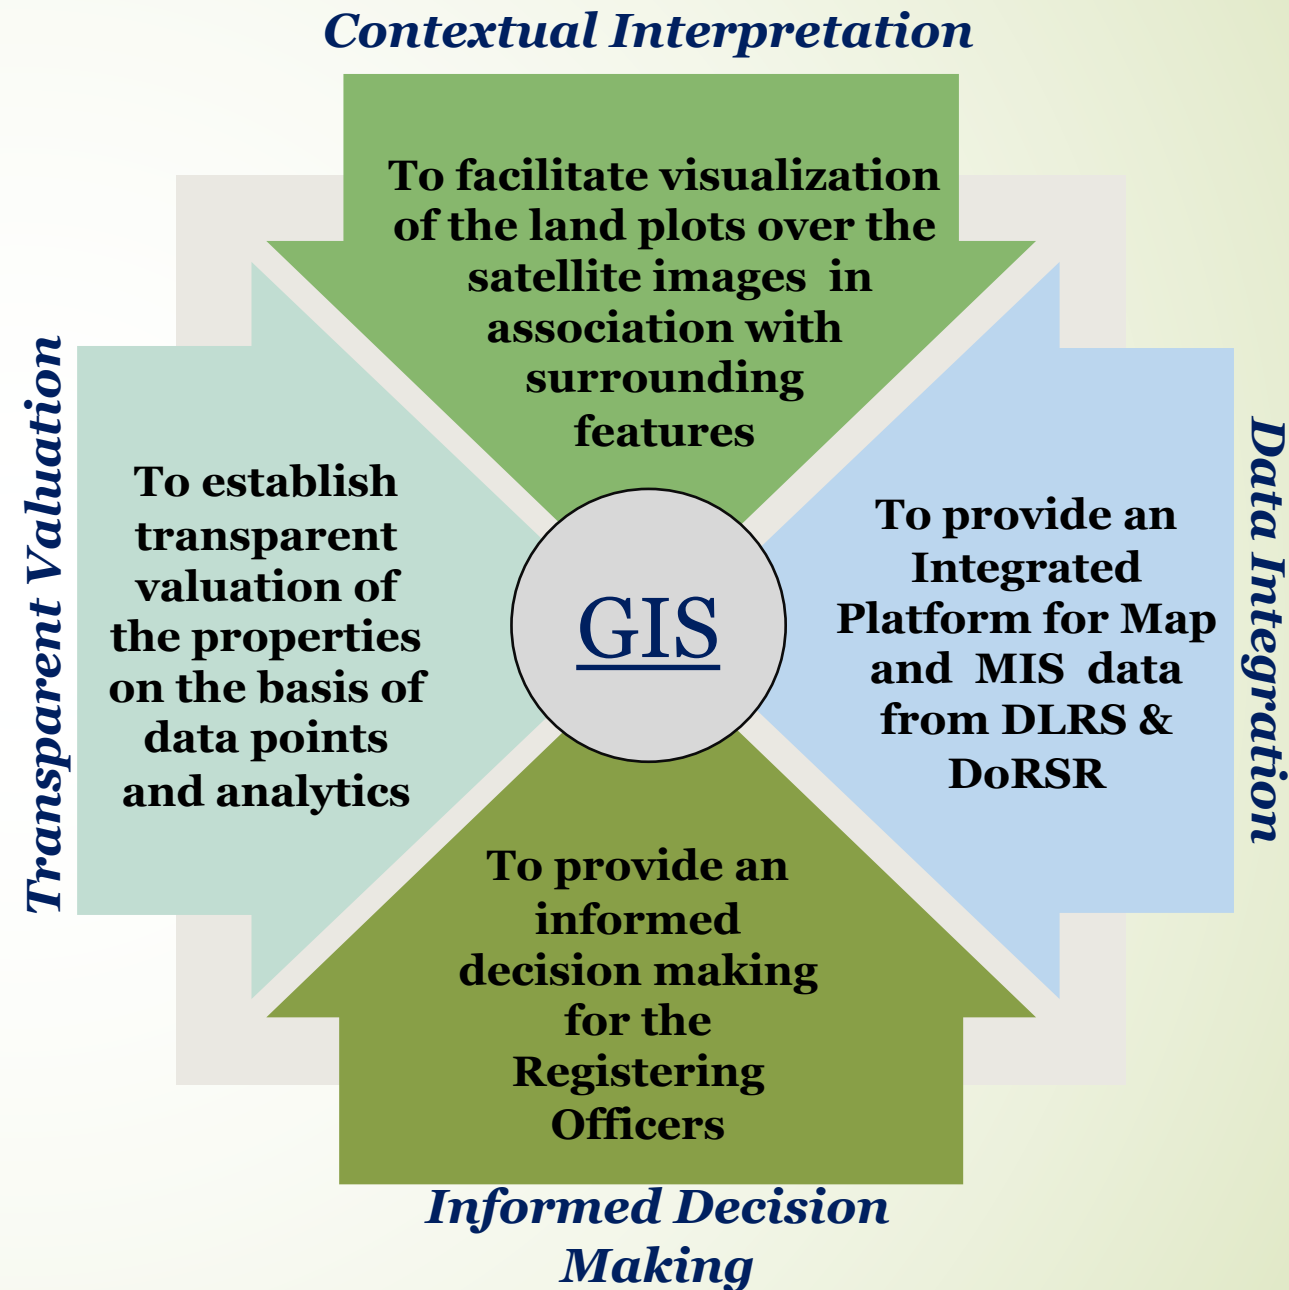 Contextual Interpretation
To facilitate visualization
of the land plots over the
satellite images in
association with
surrounding
features
Transparent Valuation
To establish
transparent
valuation of
the properties
on the basis of
data points
and analytics
GIS
To provide an
Integrated
Platform for Map
and MIS data
from DLRS &
DoRSR
Data Integration
To provide an
informed
decision making
for the
Registering
Officers
Informed Decision
Making